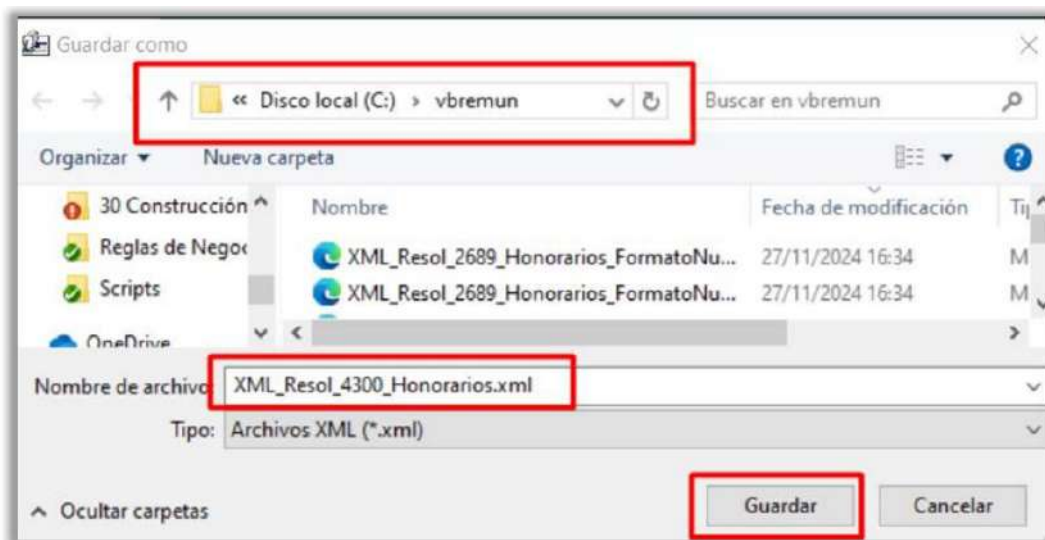 Guardar como
« Disco local (C:) › vbremun
Buscar en vbremun
Organizar
Nueva carpeta
30 Construcción
Nombre
Fecha de modificación
Reglas de Negoc
XML_Resol_2689_Honorarios_FormatoNu... 27/11/2024 16:34 M
Scripts
XML_Resol_2689_Honorarios_FormatoNu... 27/11/2024 16:34 M
OneDrive
Nombre de archivo: XML_Resol_4300_Honorarios.xml
Tipo: Archivos XML (*.xml)
Ocultar carpetas
Guardar
Cancelar